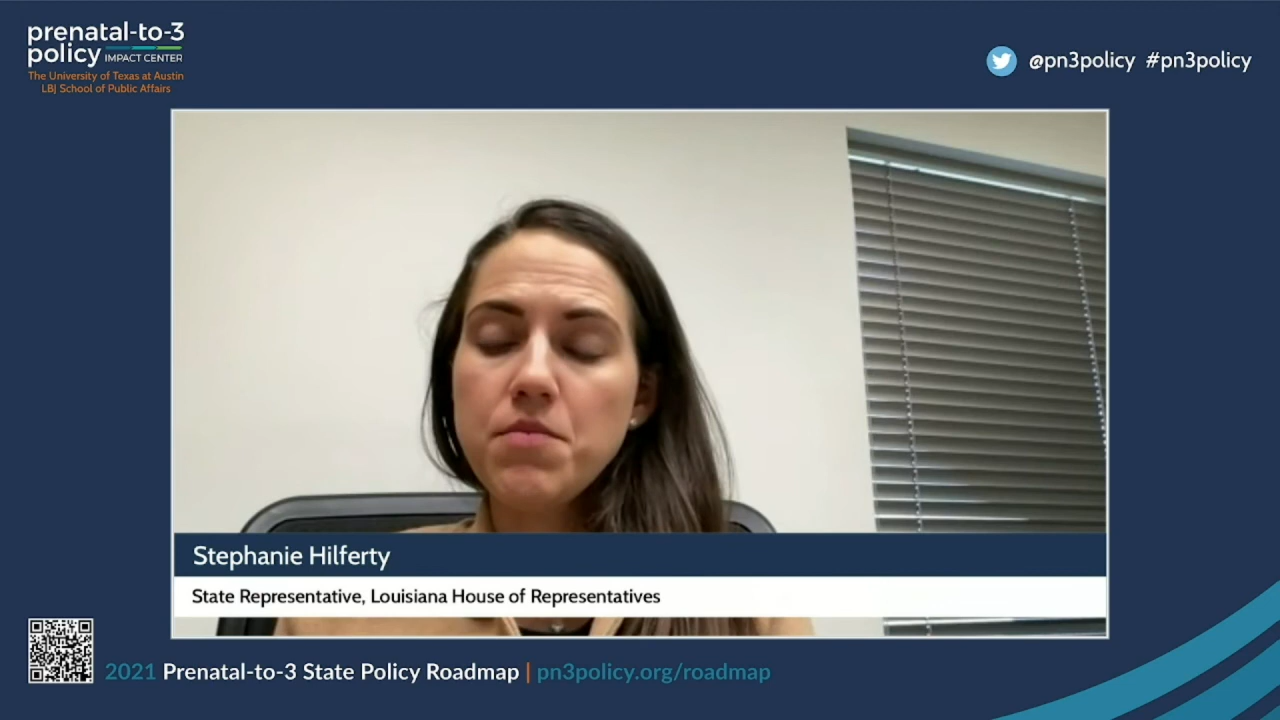 prenatal-to-3
policy IMPACT CENTER
The University of Texas at Austin
LBJ School of Public Affairs
@pn3policy #pn3policy
Stephanie Hilferty
State Representative, Louisiana House of Representatives
2021 Prenatal-to-3 State Policy Roadmap | pn3policy.org/roadmap